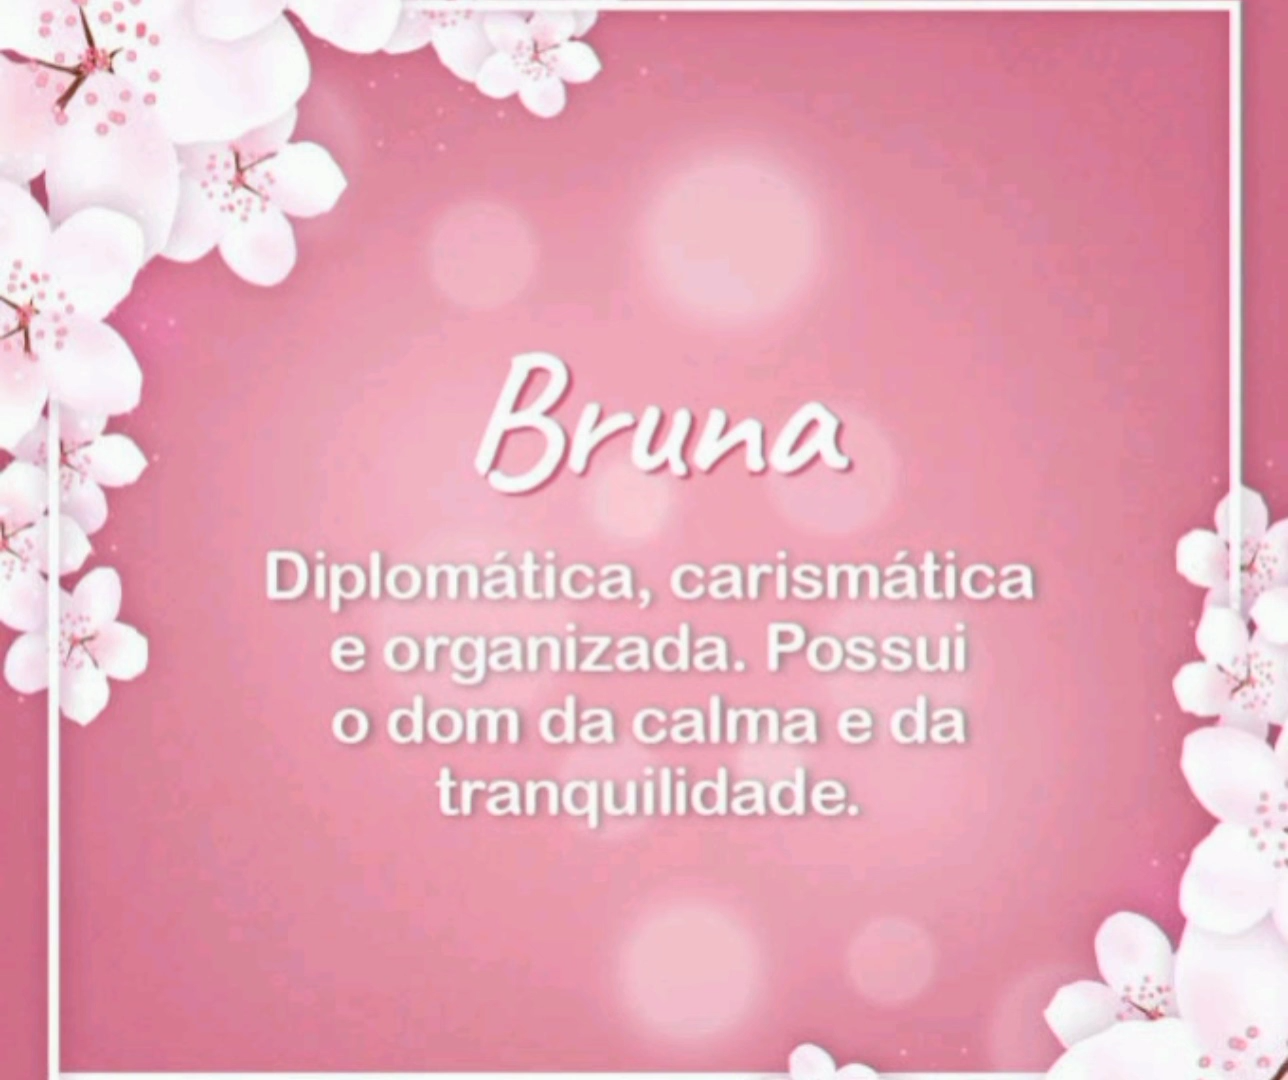 Bruna
Diplomática, carismática
e organizada. Possui
o dom da calma e da
tranquilidade.